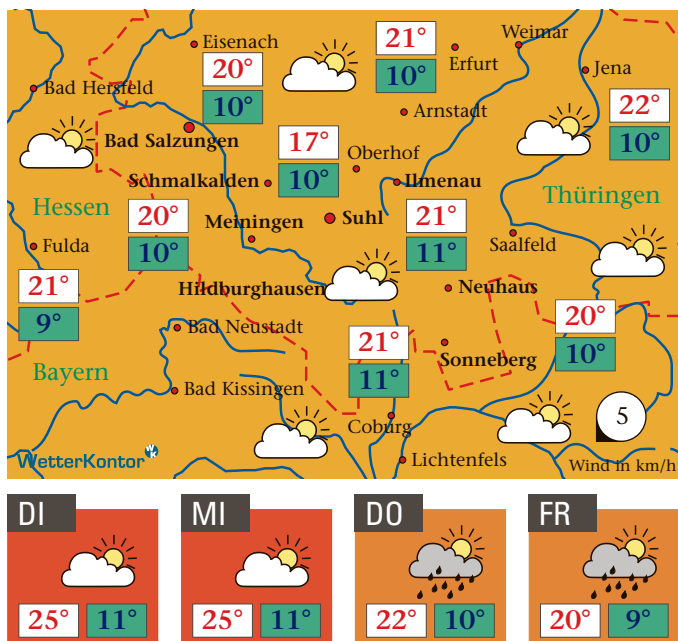 Eisenach
21°
Weimar
20°
10°
Erfurt
Jena
Bad Hersfeld
10°
Arnstadt
22°
Bad Salzungen
17°
10°
Oberhof
Schmalkalden
10°
Ilmenau
Thüringen
Hessen
20°
Meiningen
Suhl
21°
Fulda
10°
11°
Saalfeld
21°
Hildburghausen
Neuhaus
9°
Bad Neustadt
21°
20°
Sonneberg
10°
Bayern
11°
Bad Kissingen
Coburg
5
WetterKontor wk
Lichtenfels
Wind in km/h
DI
MI
DO
FR
25° 11°
25° 11°
22° 10°
20° 9°